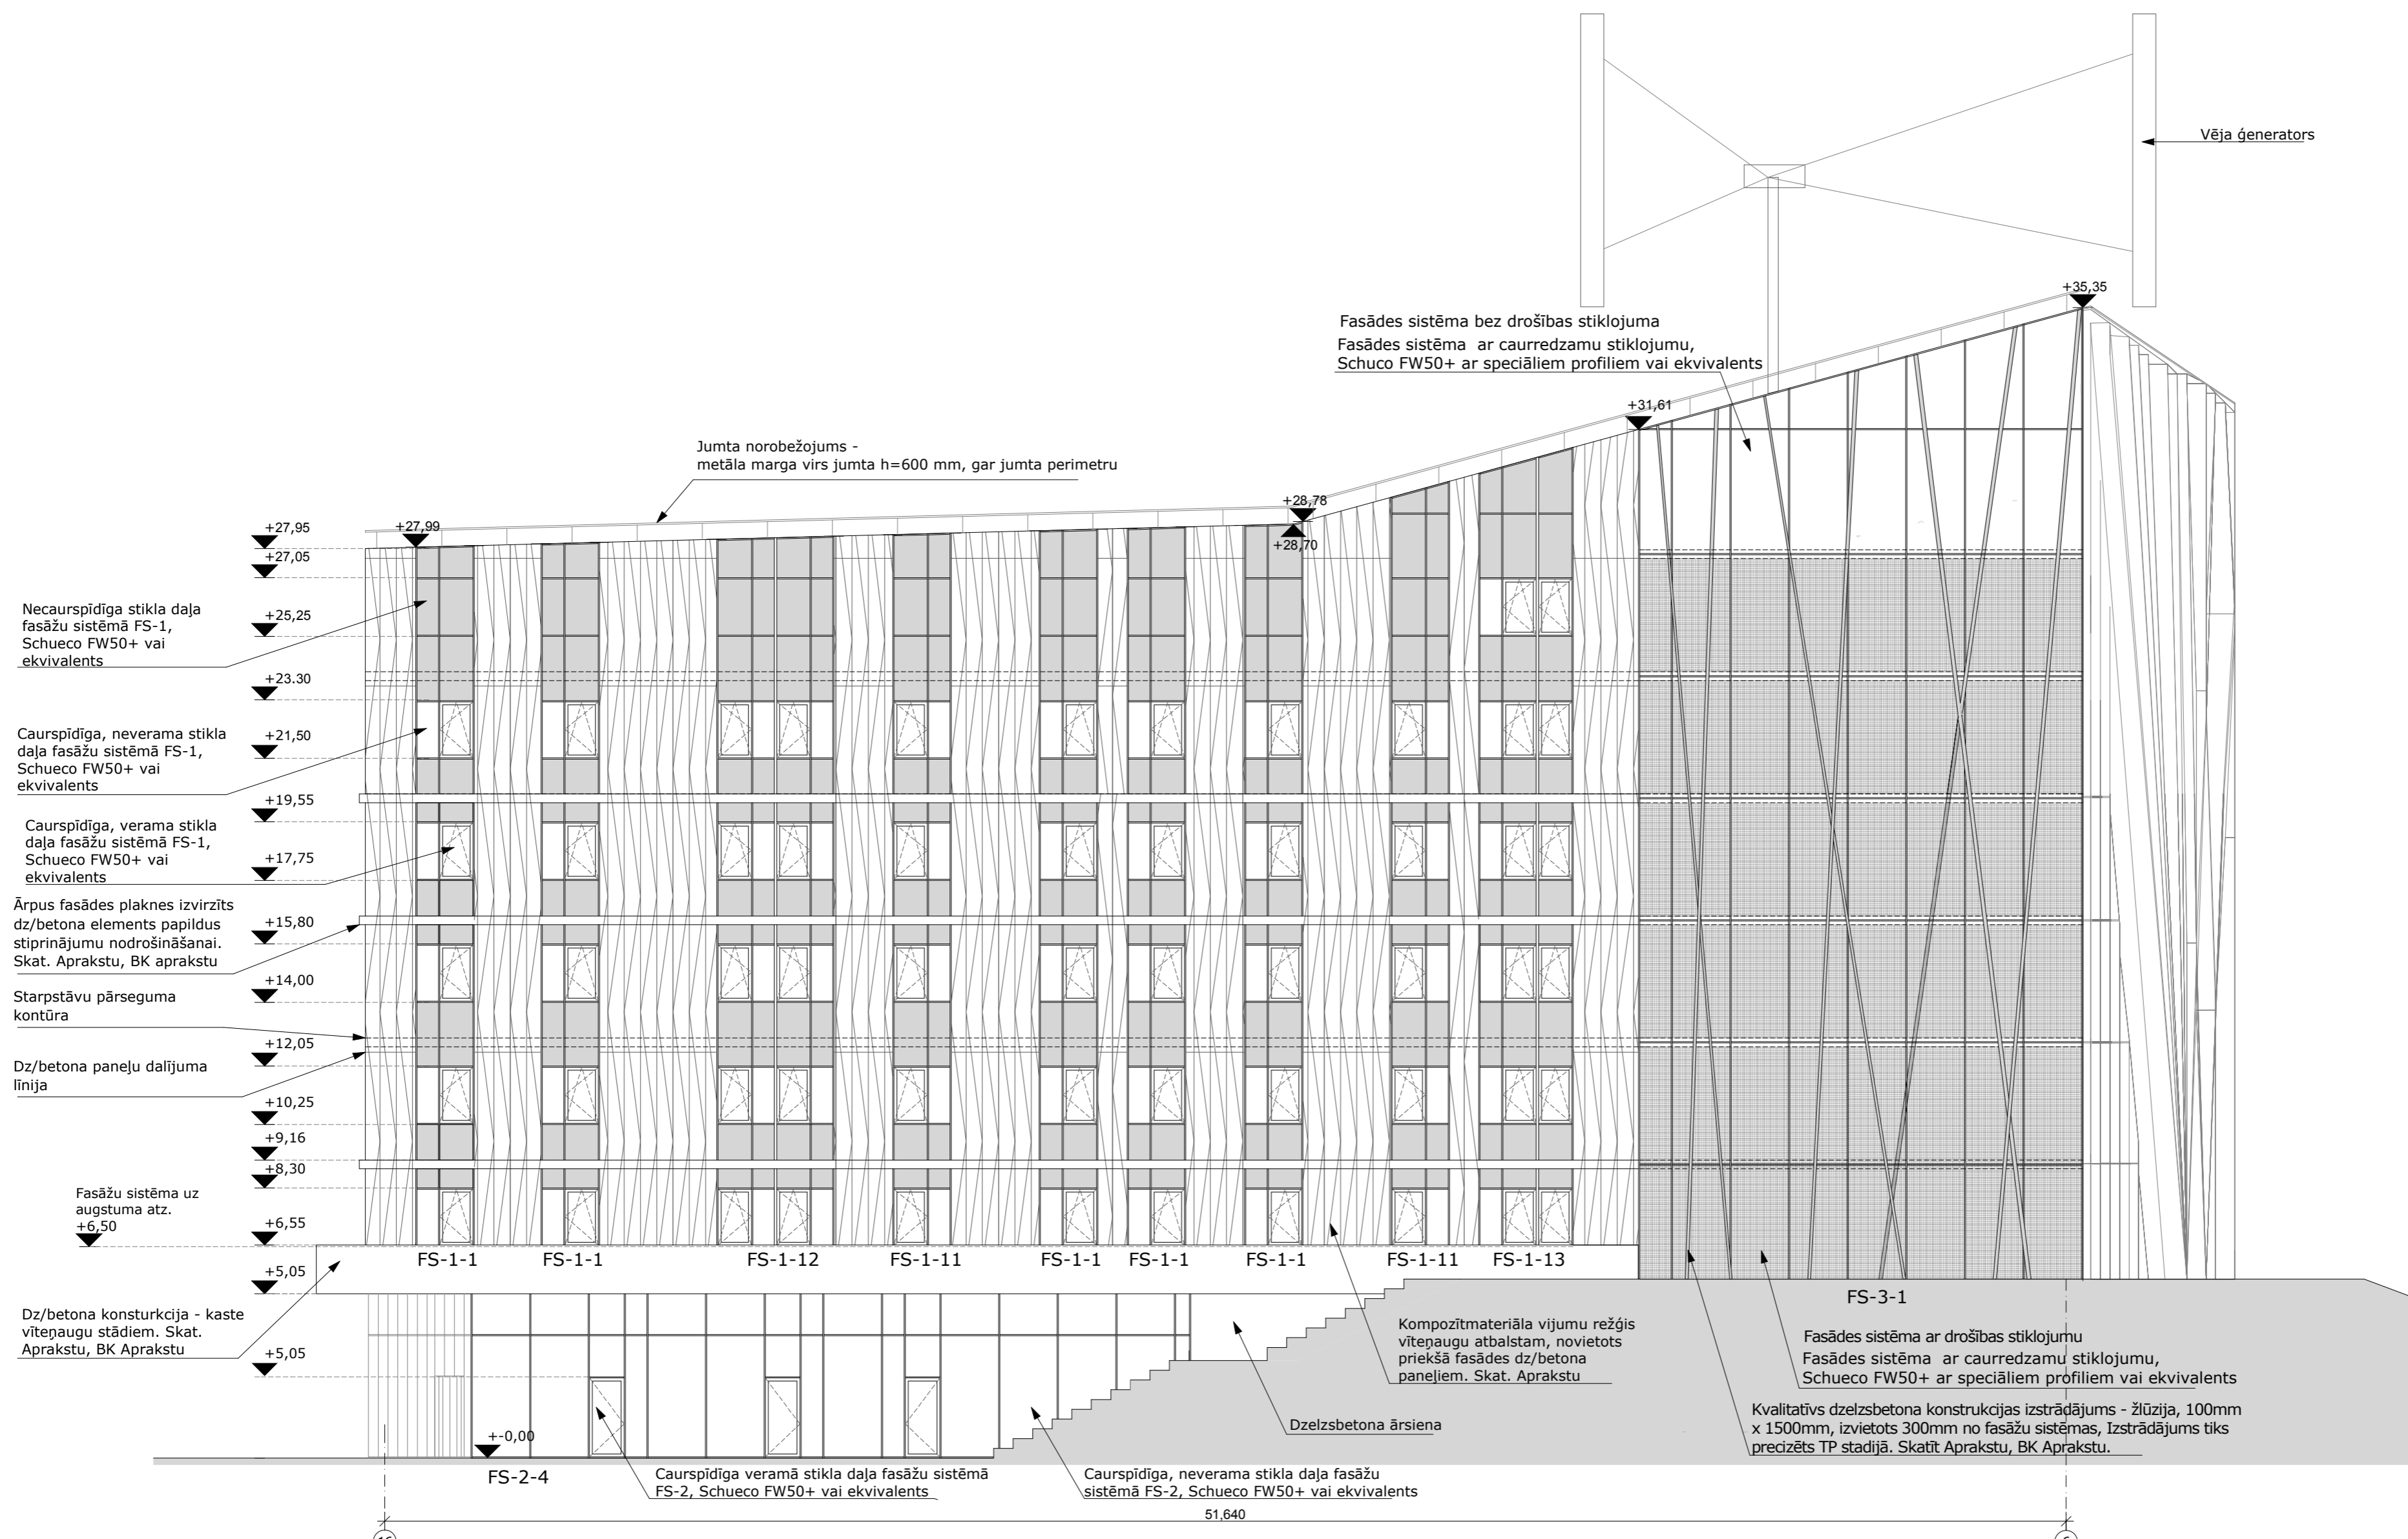 Vēja ģenerators
+35,35
Fasādes sistēma bez drošības stiklojuma
Fasādes sistēma ar caurredzamu stiklojumu,
Schuco FW50+ ar speciāliem profiliem vai ekvivalents
+31,61
Jumta norobežojums -
metāla marga virs jumta h=600 mm, gar jumta perimetru
+28,78
+28,70
+27,99
+27,95
+27,05
+25,25
+23.30
+21,50
+19,55
+17,75
+15,80
+14,00
+12,05
+10,25
+9,16
+8,30
+6,55
+5,05
+5,05
+-0,00
Necaurspīdīga stikla daļa
fasāžu sistēmā FS-1,
Schueco FW50+ vai
ekvivalents
Caurspīdīga, neverama stikla
daļa fasāžu sistēmā FS-1,
Schueco FW50+ vai
ekvivalents
Caurspīdīga, verama stikla
daļa fasāžu sistēmā FS-1,
Schueco FW50+ vai
ekvivalents
Ārpus fasādes plaknes izvirzīts
dz/betona elements papildus
stiprinājumu nodrošināšanai.
Skat. Aprakstu, BK aprakstu
Starpstāvu pārseguma
kontūra
Dz/betona paneļu dalījuma
līnija
Fasāžu sistēma uz
augstuma atz.
+6,50
Dz/betona konsturkcija - kaste
vīteņaugu stādiem. Skat.
Aprakstu, BK Aprakstu
FS-1-1
FS-1-1
FS-1-12
FS-1-11
FS-1-1
FS-1-1
FS-1-1
FS-1-11
FS-1-13
FS-3-1
Kompozītmateriāla vijumu režģis
vīteņaugu atbalstam, novietots
priekšā fasādes dz/betona
paneļiem. Skat. Aprakstu
Fasādes sistēma ar drošības stiklojumu
Fasādes sistēma ar caurredzamu stiklojumu,
Schueco FW50+ ar speciāliem profiliem vai ekvivalents
Kvalitatīvs dzelzsbetona konstrukcijas izstrādājums - žlūzija, 100mm
x 1500mm, izvietots 300mm no fasāžu sistēmas, Izstrādājums tiks
precizēts TP stadijā. Skatīt Aprakstu, BK Aprakstu.
Dzelzsbetona ārsiena
FS-2-4
Caurspīdīga veramā stikla daļa fasāžu sistēmā
FS-2, Schueco FW50+ vai ekvivalents
Caurspīdīga, neverama stikla daļa fasāžu
sistēmā FS-2, Schueco FW50+ vai ekvivalents
51,640